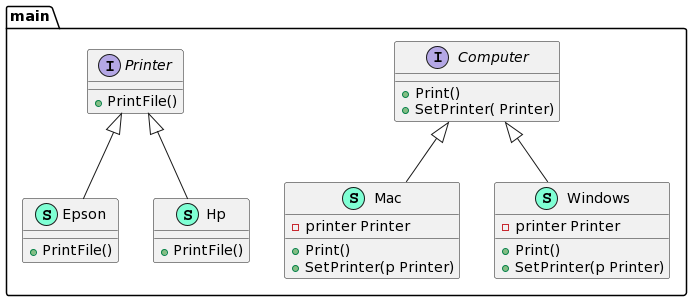 main
I Printer
PrintFile()
I Computer
Print()
SetPrinter( Printer)
S Epson
PrintFile()
S Hp
PrintFile()
S Mac
printer Printer
Print()
SetPrinter(p Printer)
S Windows
printer Printer
Print()
SetPrinter(p Printer)